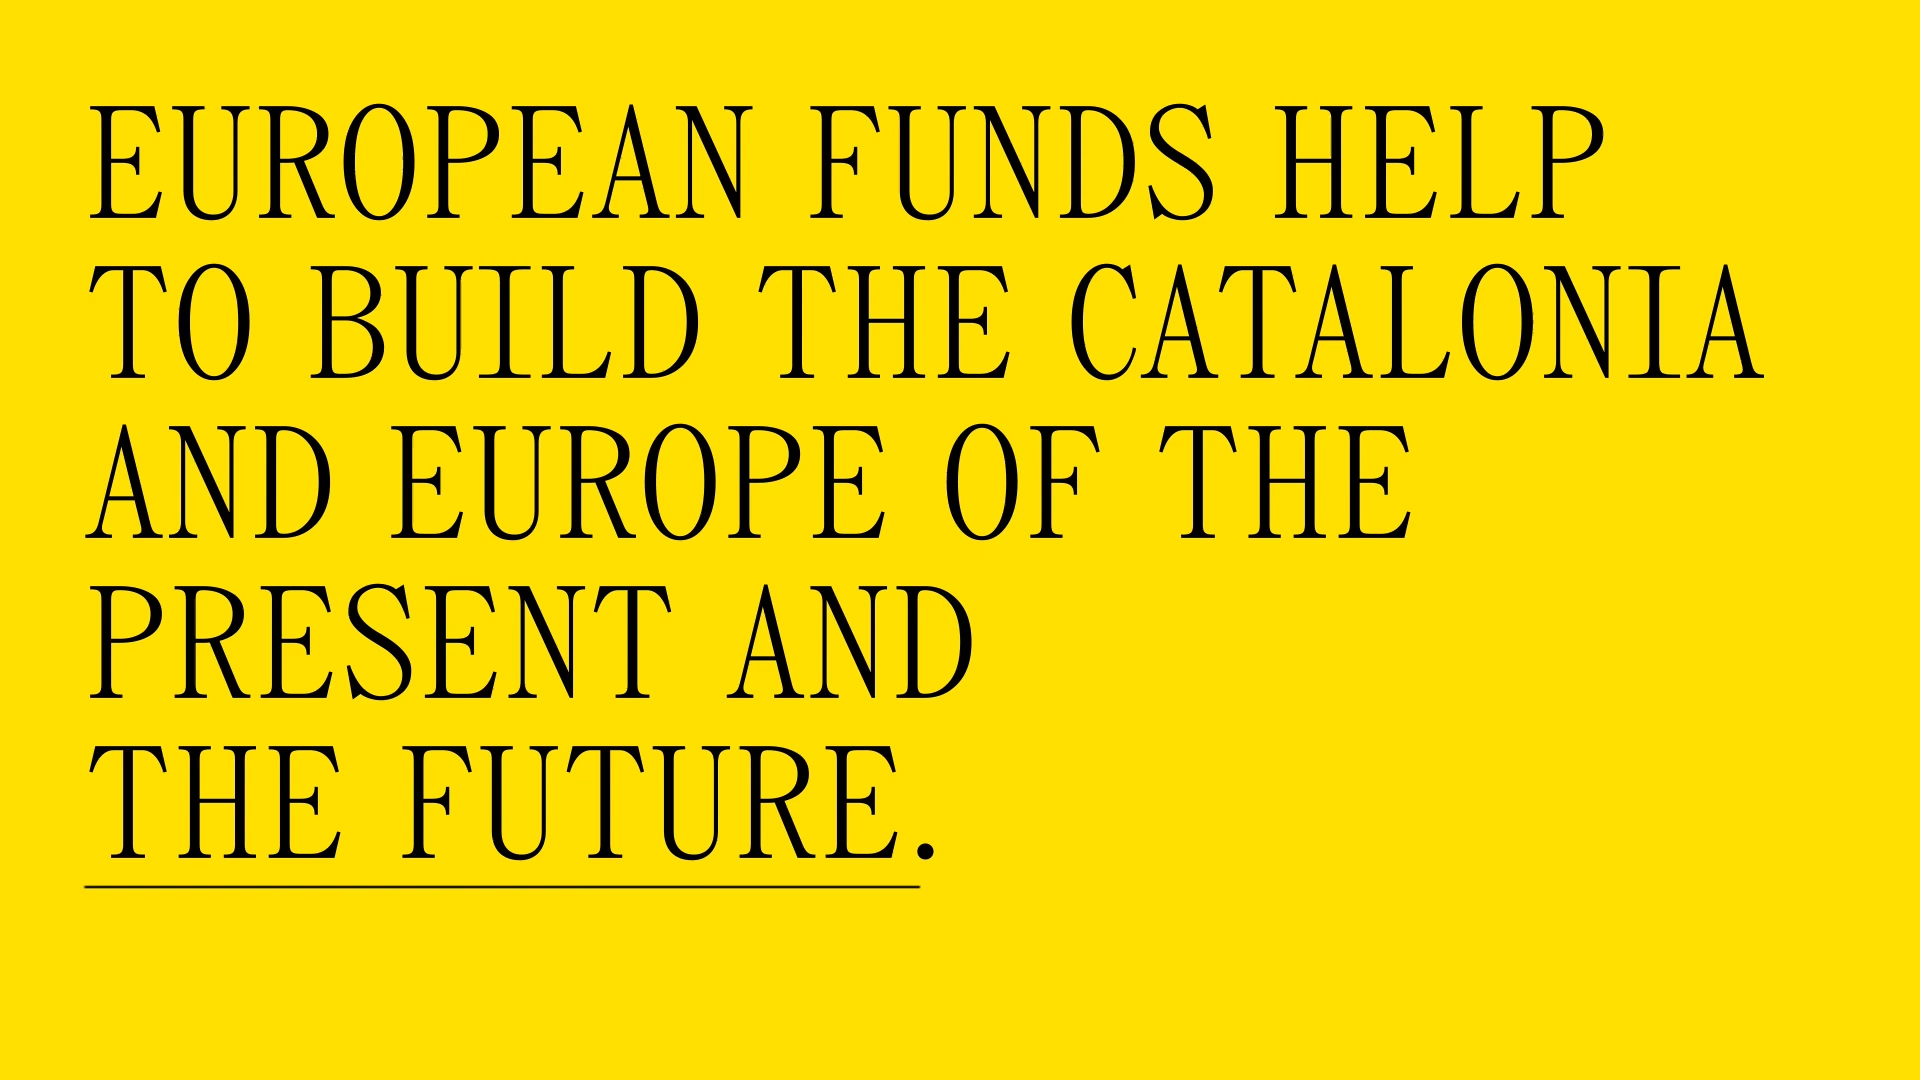 EUROPEAN FUNDS HELP
TO BUILD THE CATALONIA
AND EUROPE OF THE
PRESENT AND
THE FUTURE.